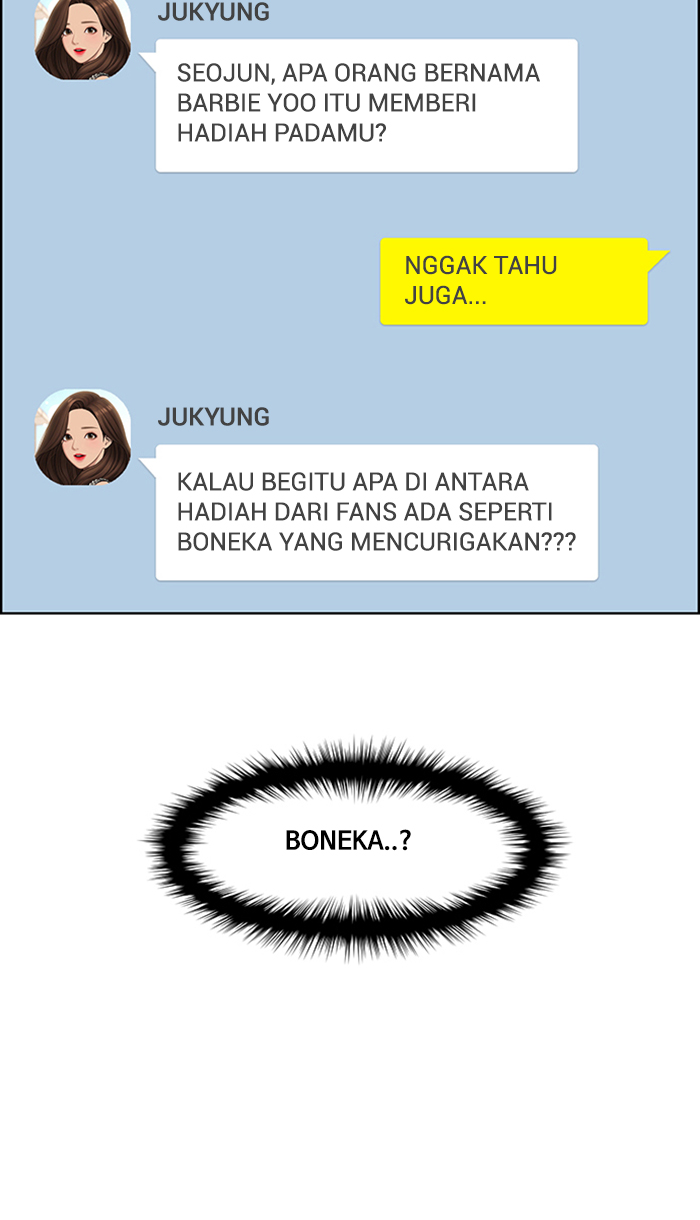 JUKYUNG
SEOJUN, APA ORANG BERNAMA
BARBIE YOO ITU MEMBERI
HADIAH PADAMU?
NGGAK TAHU
JUGA...
JUKYUNG
KALAU BEGITU APA DI ANTARA
HADIAH DARI FANS ADA SEPERTI
BONEKA YANG MENCURIGAKAN???
BONEKA..?